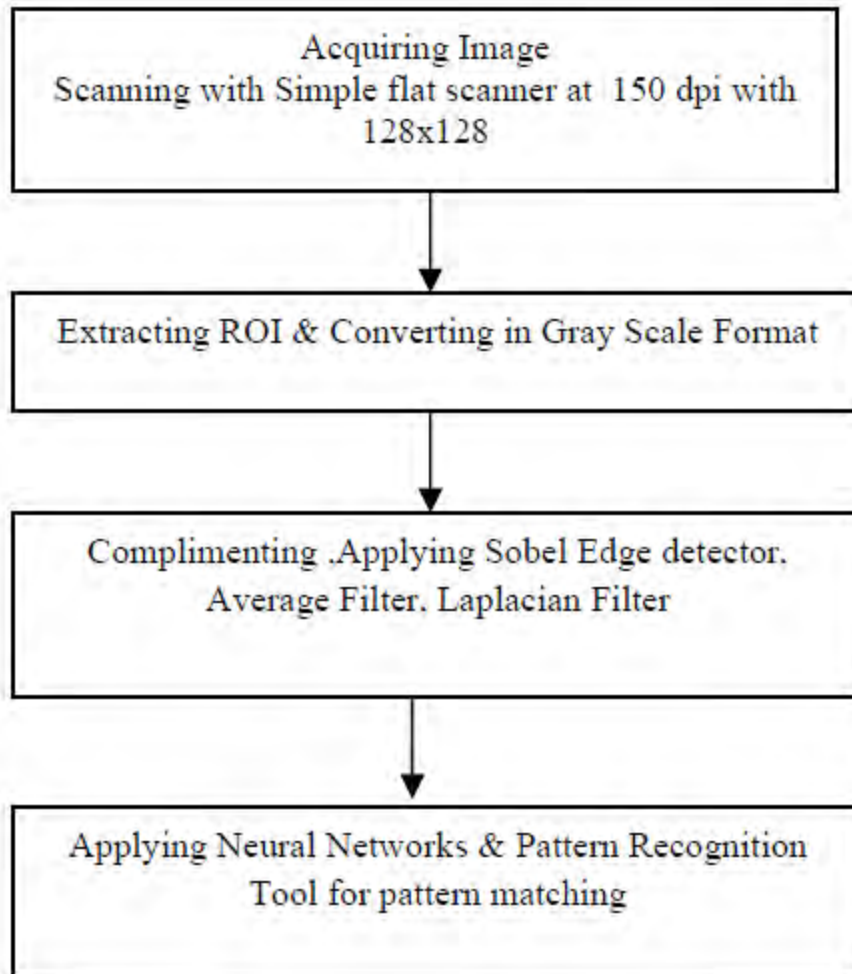 Acquiring Image
Scanning with Simple flat scanner at 150 dpi with
128x128
Extracting ROI & Converting in Gray Scale Format
Complimenting ,Applying Sobel Edge detector,
Average Filter, Laplacian Filter
Applying Neural Networks & Pattern Recognition
Tool for pattern matching